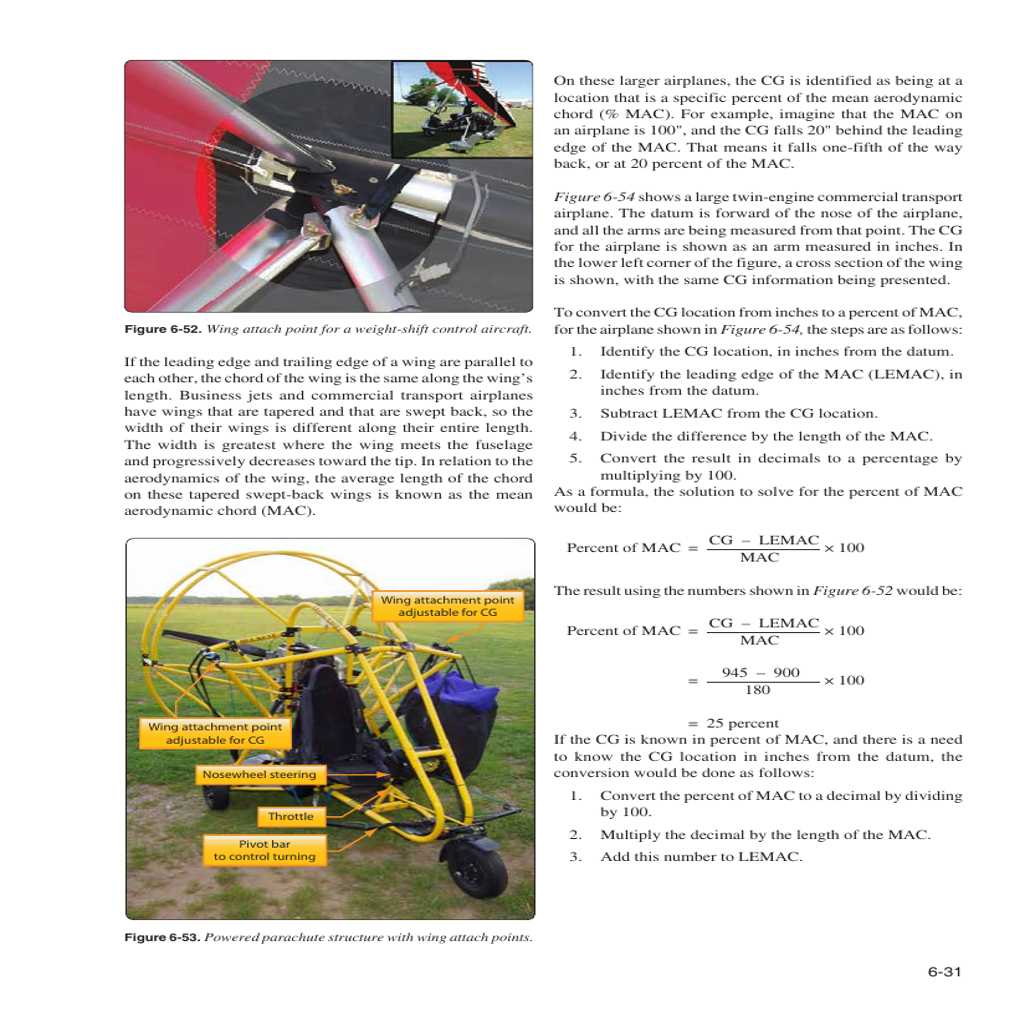 Figure 6-52. Wing attach point for a weight-shift control aircraft.
If the leading edge and trailing edge of a wing are parallel to
each other, the chord of the wing is the same along the wing’s
length. Business jets and commercial transport airplanes
have wings that are tapered and that are swept back, so the
width of their wings is different along their entire length.
The width is greatest where the wing meets the fuselage
and progressively decreases toward the tip. In relation to the
aerodynamics of the wing, the average length of the chord
on these tapered swept-back wings is known as the mean
aerodynamic chord (MAC).
Wing attachment point
adjustable for CG
Wing attachment point
adjustable for CG
Nosewheel steering
Throttle
Pivot bar
to control turning
Figure 6-53. Powered parachute structure with wing attach points.
On these larger airplanes, the CG is identified as being at a
location that is a specific percent of the mean aerodynamic
chord (% MAC). For example, imagine that the MAC on
an airplane is 100", and the CG falls 20" behind the leading
edge of the MAC. That means it falls one-fifth of the way
back, or at 20 percent of the MAC.
Figure 6-54 shows a large twin-engine commercial transport
airplane. The datum is forward of the nose of the airplane,
and all the arms are being measured from that point. The CG
for the airplane is shown as an arm measured in inches. In
the lower left corner of the figure, a cross section of the wing
is shown, with the same CG information being presented.
To convert the CG location from inches to a percent of MAC,
for the airplane shown in Figure 6-54, the steps are as follows:
1. Identify the CG location, in inches from the datum.
2. Identify the leading edge of the MAC (LEMAC), in
inches from the datum.
3. Subtract LEMAC from the CG location.
4. Divide the difference by the length of the MAC.
5. Convert the result in decimals to a percentage by
multiplying by 100.
As a formula, the solution to solve for the percent of MAC
would be:
Percent of MAC = CG – LEMAC / MAC × 100
The result using the numbers shown in Figure 6-52 would be:
Percent of MAC = CG – LEMAC / MAC × 100
= 945 – 900 / 180 × 100
= 25 percent
If the CG is known in percent of MAC, and there is a need
to know the CG location in inches from the datum, the
conversion would be done as follows:
1. Convert the percent of MAC to a decimal by dividing
by 100.
2. Multiply the decimal by the length of the MAC.
3. Add this number to LEMAC.
6-31